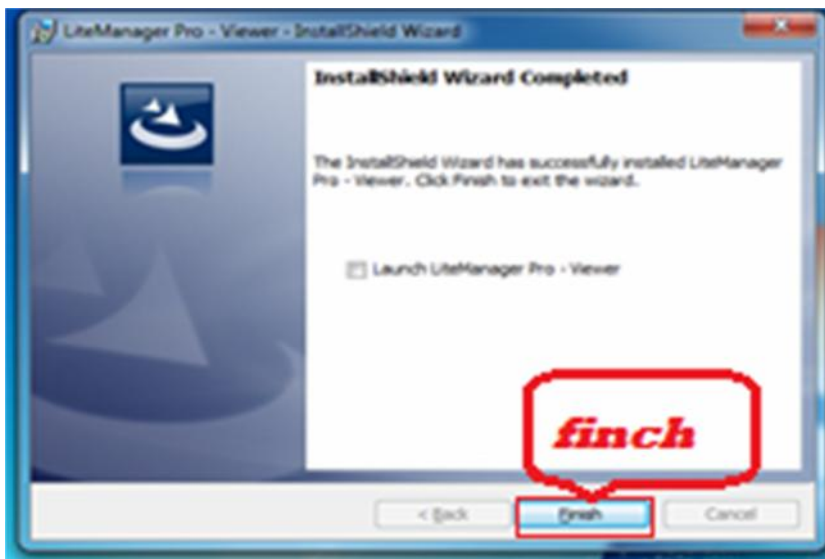 LiteManager Pro - Viewer - InstallShield Wizard
InstallShield Wizard Completed
The InstallShield Wizard has successfully installed LiteManager
Pro - Viewer. Click Finish to exit the wizard.
Launch LiteManager Pro - Viewer
finch
< Back
Finish
Cancel